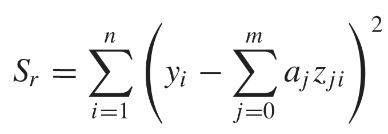 $S_r = \sum_{i=1}^{n} \left( y_i - \sum_{j=0}^{m} a_j z_{ji} \right)^2$